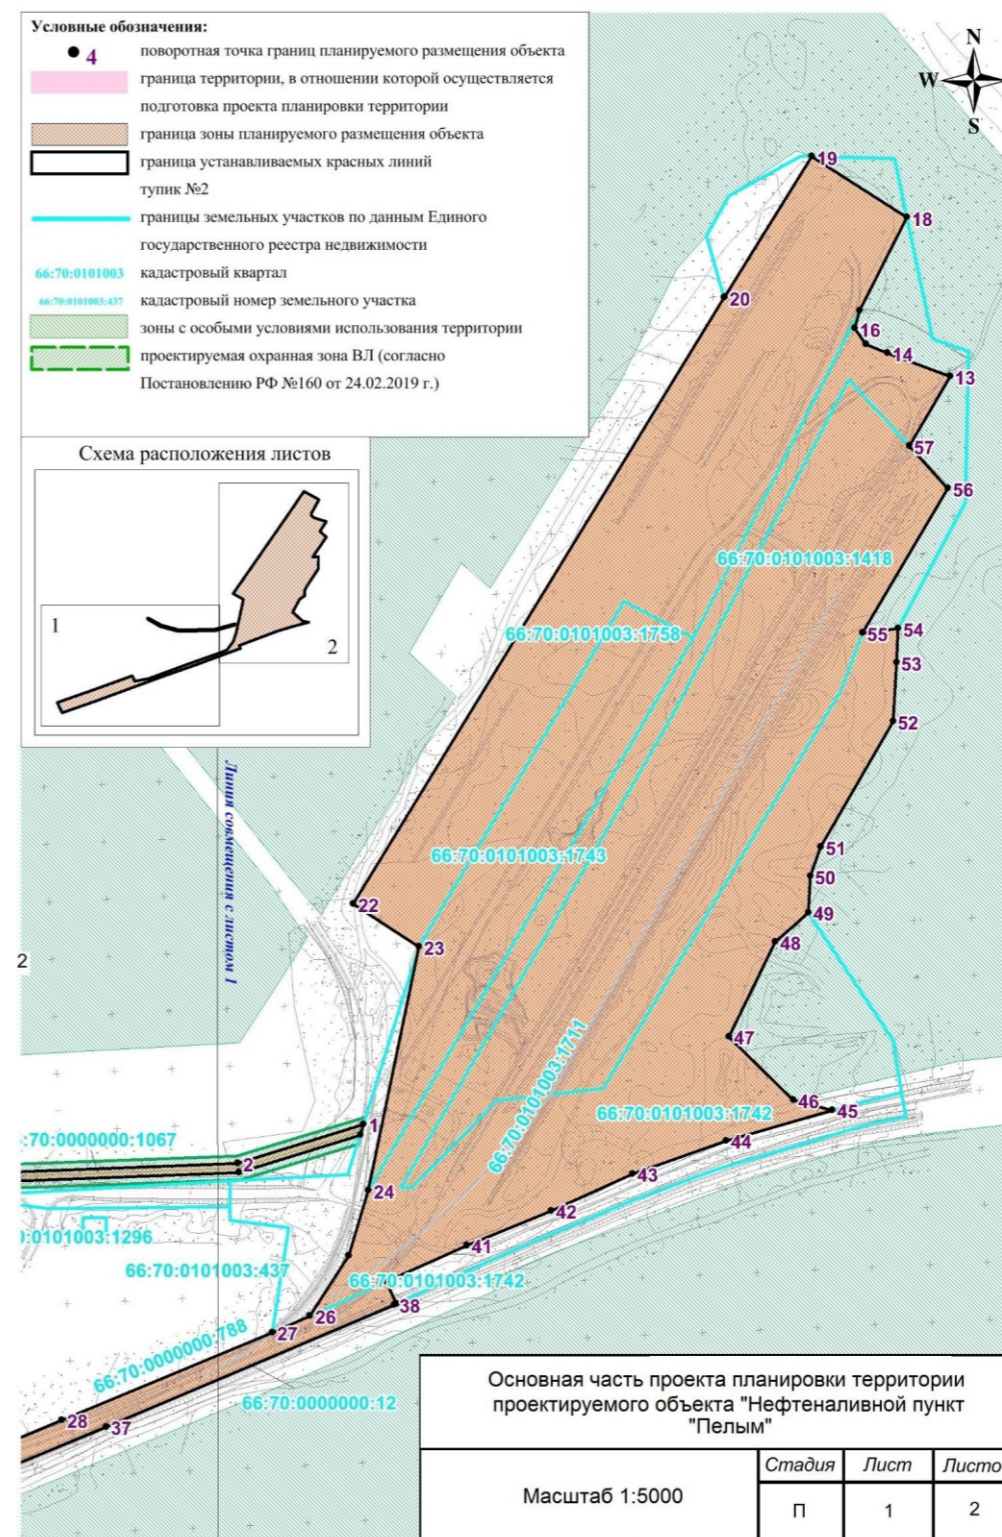 Условные обозначения:
4
поворотная точка границ планируемого размещения объекта
граница территории, в отношении которой осуществляется
подготовка проекта планировки территории
граница зоны планируемого размещения объекта
граница устанавливаемых красных линий
тупик №2
границы земельных участков по данным Единого
государственного реестра недвижимости
66:70:0101003 кадастровый квартал
66:70:0101003:437 кадастровый номер земельного участка
зоны с особыми условиями использования территории
проектируемая охранная зона ВЛ (согласно
Постановлению РФ №160 от 24.02.2019 г.)
N
W
S
Схема расположения листов
1
2
19
18
20
16
14
13
57
56
66:70:0101003:1418
55
54
66:70:0101003:1758
53
52
Линия совмещения с листом 1
51
66:70:0101003:1743
50
22
49
23
48
2
47
66:70:0101003:1711
46
45
66:70:0101003:1742
1
:70:0000000:1067
2
44
43
24
42
0101003:1296
41
66:70:0101003:437
66:70:0101003:1742
38
26
27
66:70:0000000:788
66:70:0000000:12
28
37
Основная часть проекта планировки территории
проектируемого объекта "Нефтеналивной пункт
"Пелым"
Масштаб 1:5000
Стадия Лист Листо
П 1 2